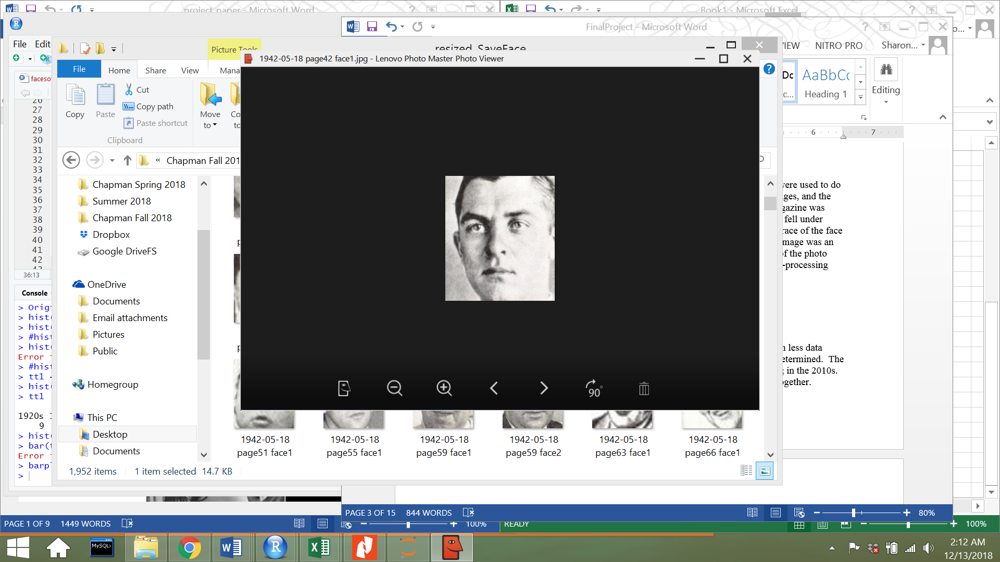 project_paper - Microsoft Word
Book1 - Microsoft Excel
FinalProject - Microsoft Word
File Edit
Picture Tools
resized_SaveFace
VIEW NITRO PRO Sharon...
1942-05-18 page42 face1.jpg - Lenovo Photo Master Photo Viewer
File Home Share View Mana
Cut
Copy path
Paste shortcut
Copy Paste
Move
to
Co
to
Clipboard
AaBbCc
Heading 1
Editing
faceso
26
27
28
29
30
31
32
33
34
35
36
37
38
39
40
41
42
43
36:13
6 7
« Chapman Fall 201
Chapman Spring 2018
Summer 2018
Chapman Fall 2018
Dropbox
Google DriveFS
OneDrive
Documents
Email attachments
Pictures
Public
Homegroup
This PC
Desktop
Documents
Console
> Orig
> hist(
> hist(
> #hist
> hist(
Error
> #hist
> tt1
> hist(
> tt1
1920s
9
> hist(
> bar(t
Error
> barp
>
were used to do
ges, and the
gazine was
fell under
race of the face
mage was an
of the photo
-processing
n less data
etermined. The
g in the 2010s.
ogether.
90°
1942-05-18
page51 face1
1942-05-18
page55 face1
1942-05-18
page59 face1
1942-05-18
page59 face2
1942-05-18
page63 face1
1942-05-18
page66 face1
1,952 items 1 item selected 14.7 KB
PAGE 3 OF 15 844 WORDS 80%
PAGE 1 OF 9 1449 WORDS 100% READY 100%
MySQL>
2:12 AM
12/13/2018